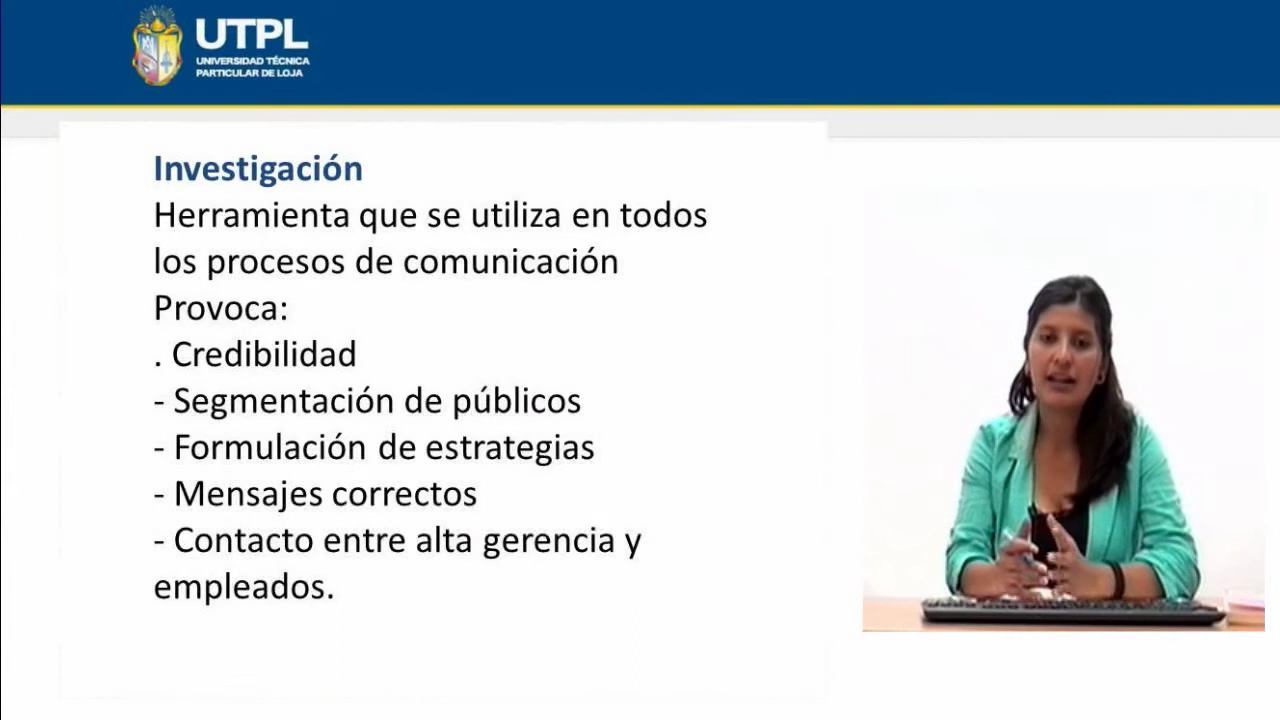 UTPL
UNIVERSIDAD TÉCNICA
PARTICULAR DE LOJA
Investigación
Herramienta que se utiliza en todos
los procesos de comunicación
Provoca:
. Credibilidad
- Segmentación de públicos
- Formulación de estrategias
- Mensajes correctos
- Contacto entre alta gerencia y
empleados.